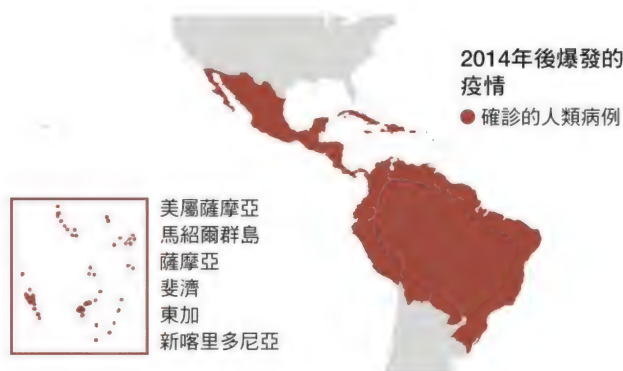 2014年後爆發的
疫情
確診的人類病例
美屬薩摩亞
馬紹爾群島
薩摩亞
斐濟
東加
新喀里多尼亞